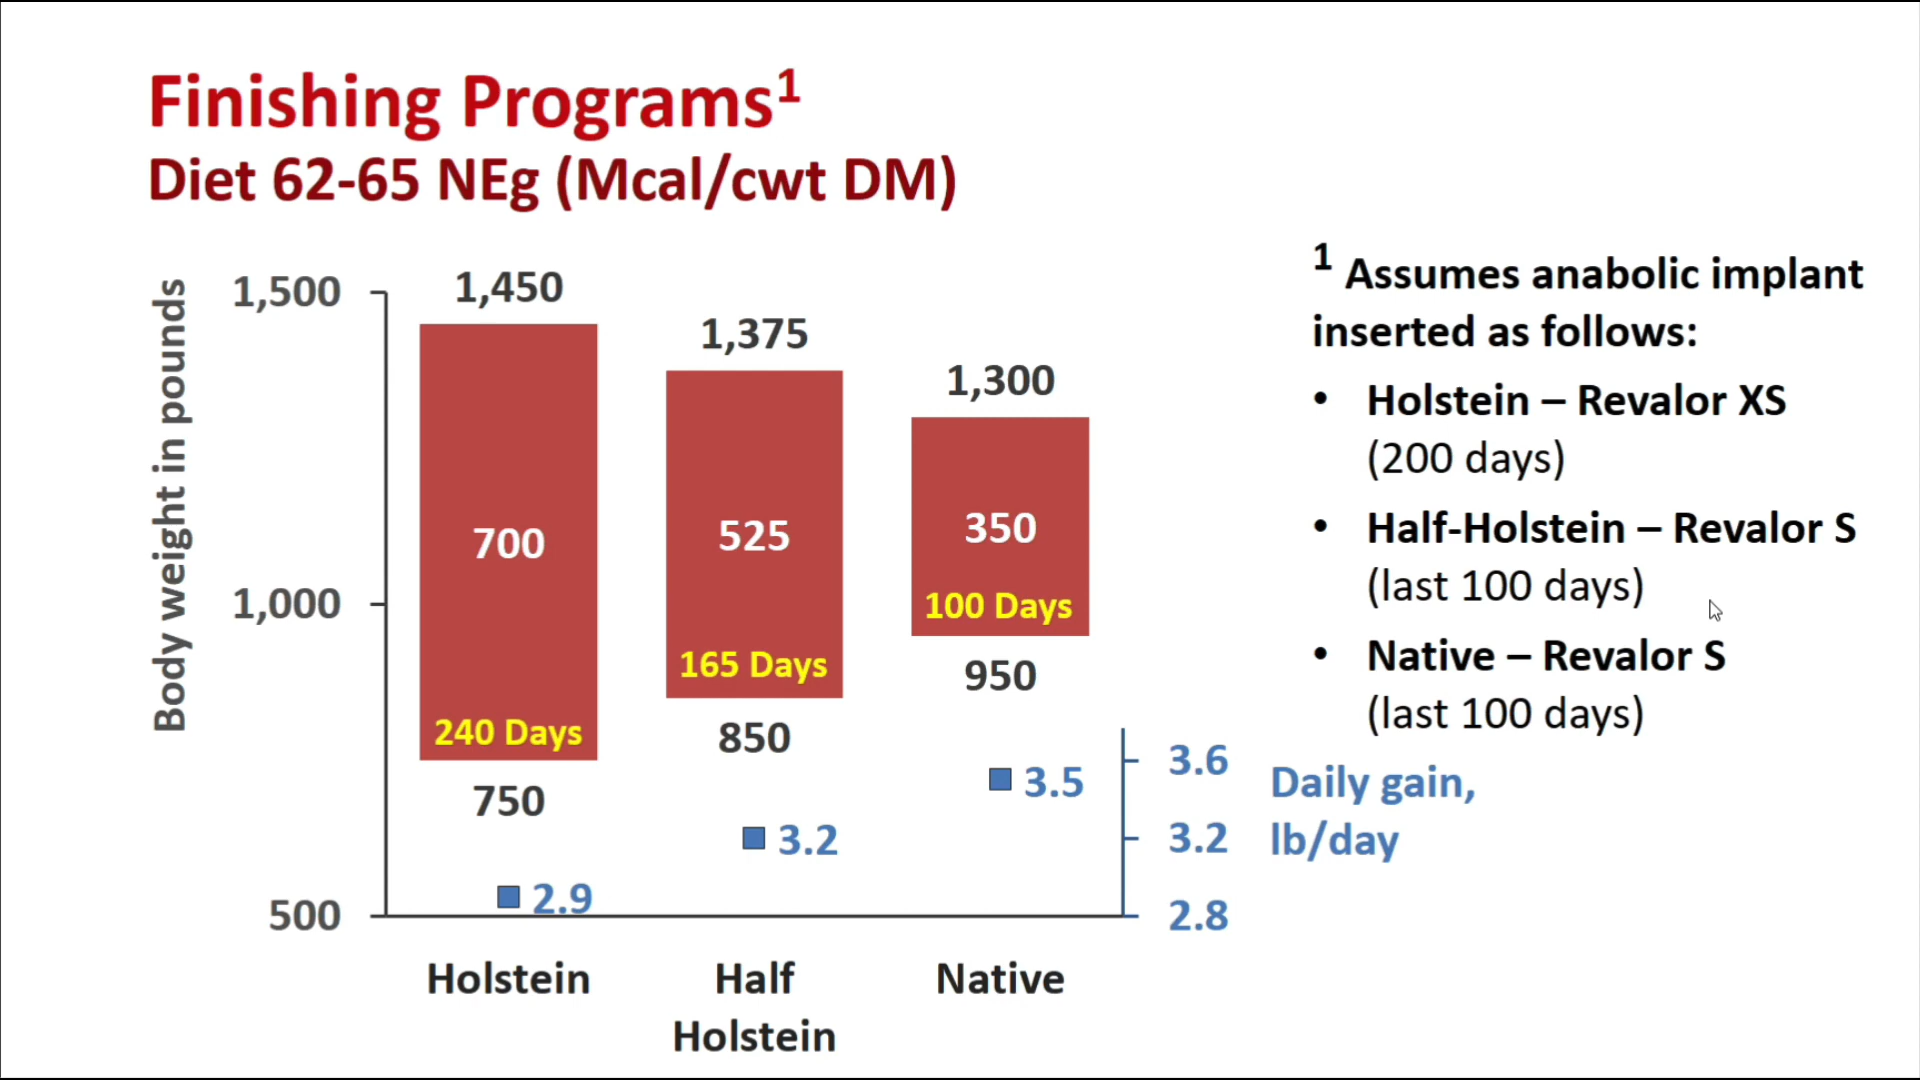 Finishing Programs¹
Diet 62-65 NEg (Mcal/cwt DM)
Body weight in pounds
1,500
1,000
500
1,450
700
240 Days
750
2.9
1,375
525
165 Days
850
3.2
1,300
350
100 Days
950
3.5
3.6
3.2
2.8
Daily gain,
lb/day
Holstein
Half
Holstein
Native
¹ Assumes anabolic implant
inserted as follows:
• Holstein – Revalor XS
(200 days)
• Half-Holstein – Revalor S
(last 100 days)
• Native – Revalor S
(last 100 days)